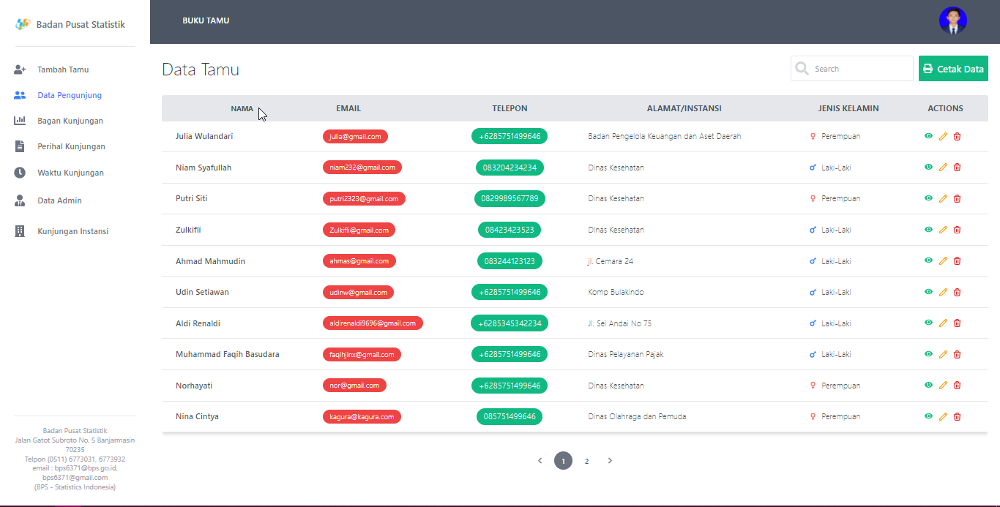 Badan Pusat Statistik
BUKU TAMU
Tambah Tamu
Data Pengunjung
Bagan Kunjungan
Perihal Kunjungan
Waktu Kunjungan
Data Admin
Kunjungan Instansi
Badan Pusat Statistik
Jalan Gatot Subroto No. 5 Banjarmasin
70235
Telpon (0511) 6773031, 6773932
email : bps6371@bps.go.id,
bps6371@gmail.com
(BPS - Statistics Indonesia)
Data Tamu
Search
Cetak Data
NAMA EMAIL TELEPON ALAMAT/INSTANSI JENIS KELAMIN ACTIONS
Julia Wulandari julia@gmail.com +6285751499646 Badan Pengelola Keuangan dan Aset Daerah Perempuan
Niam Syafullah niam232@gmail.com 083204234234 Dinas Kesehatan Laki-Laki
Putri Siti putri2323@gmail.com 0829989567789 Dinas Kesehatan Perempuan
Zulkifli Zulkifli@gmail.com 08423423523 Dinas Kesehatan Laki-Laki
Ahmad Mahmudin ahmas@gmail.com 083244123123 jl. Cemara 24 Laki-Laki
Udin Setiawan udinw@gmail.com +6285751499646 Komp Bulakindo Laki-Laki
Aldi Renaldi aldirenaldi9696@gmail.com +6285345342234 Jl. Sei Andai No 75 Laki-Laki
Muhammad Faqih Basudara faqihjinx@gmail.com +6285751499646 Dinas Pelayanan Pajak Laki-Laki
Norhayati nor@gmail.com +6285751499646 Dinas Kesehatan Perempuan
Nina Cintya kagura@kagura.com 085751499646 Dinas Olahraga dan Pemuda Perempuan
1 2